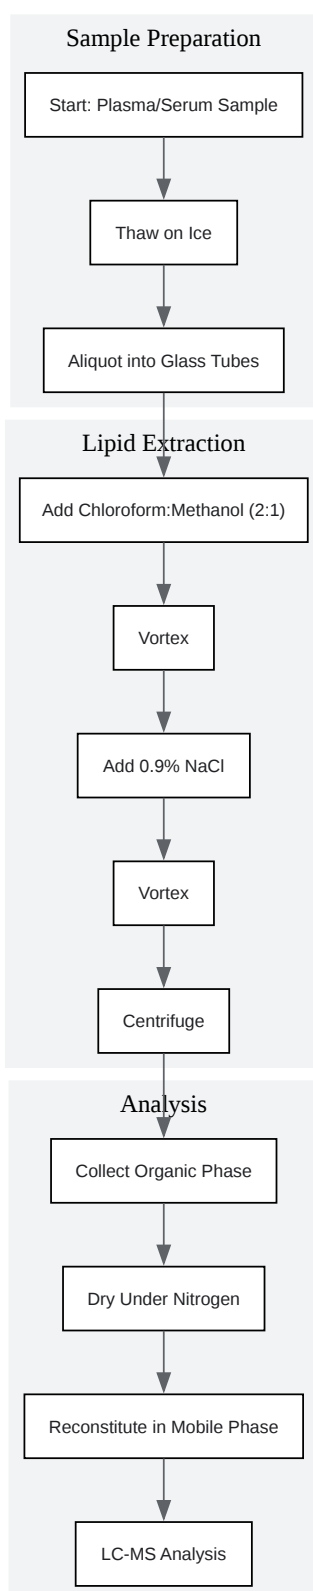 Sample Preparation
Start: Plasma/Serum Sample
Thaw on Ice
Aliquot into Glass Tubes
Lipid Extraction
Add Chloroform:Methanol (2:1)
Vortex
Add 0.9% NaCl
Vortex
Centrifuge
Analysis
Collect Organic Phase
Dry Under Nitrogen
Reconstitute in Mobile Phase
LC-MS Analysis